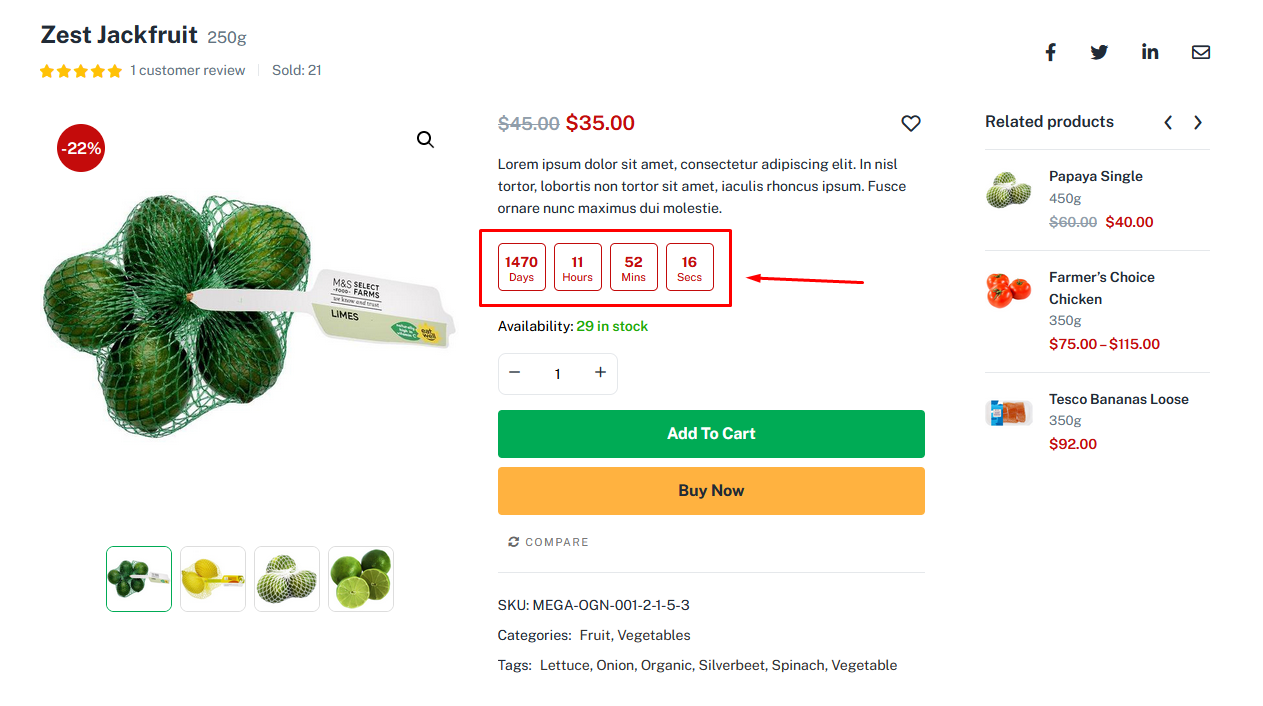 Zest Jackfruit 250g
1 customer review
Sold: 21
-22%
M&S SELECT
FOOD FARMS
we know and trust
LIMES
eat well
$45.00 $35.00
Lorem ipsum dolor sit amet, consectetur adipiscing elit. In nisl
tortor, lobortis non tortor sit amet, iaculis rhoncus ipsum. Fusce
ornare nunc maximus dui molestie.
1470 11 52 16
Days Hours Mins Secs
Availability: 29 in stock
− 1 +
Add To Cart
Buy Now
COMPARE
SKU: MEGA-OGN-001-2-1-5-3
Categories: Fruit, Vegetables
Tags: Lettuce, Onion, Organic, Silverbeet, Spinach, Vegetable
Related products
Papaya Single
450g
$60.00 $40.00
Farmer’s Choice
Chicken
350g
$75.00 – $115.00
Tesco Bananas Loose
350g
$92.00